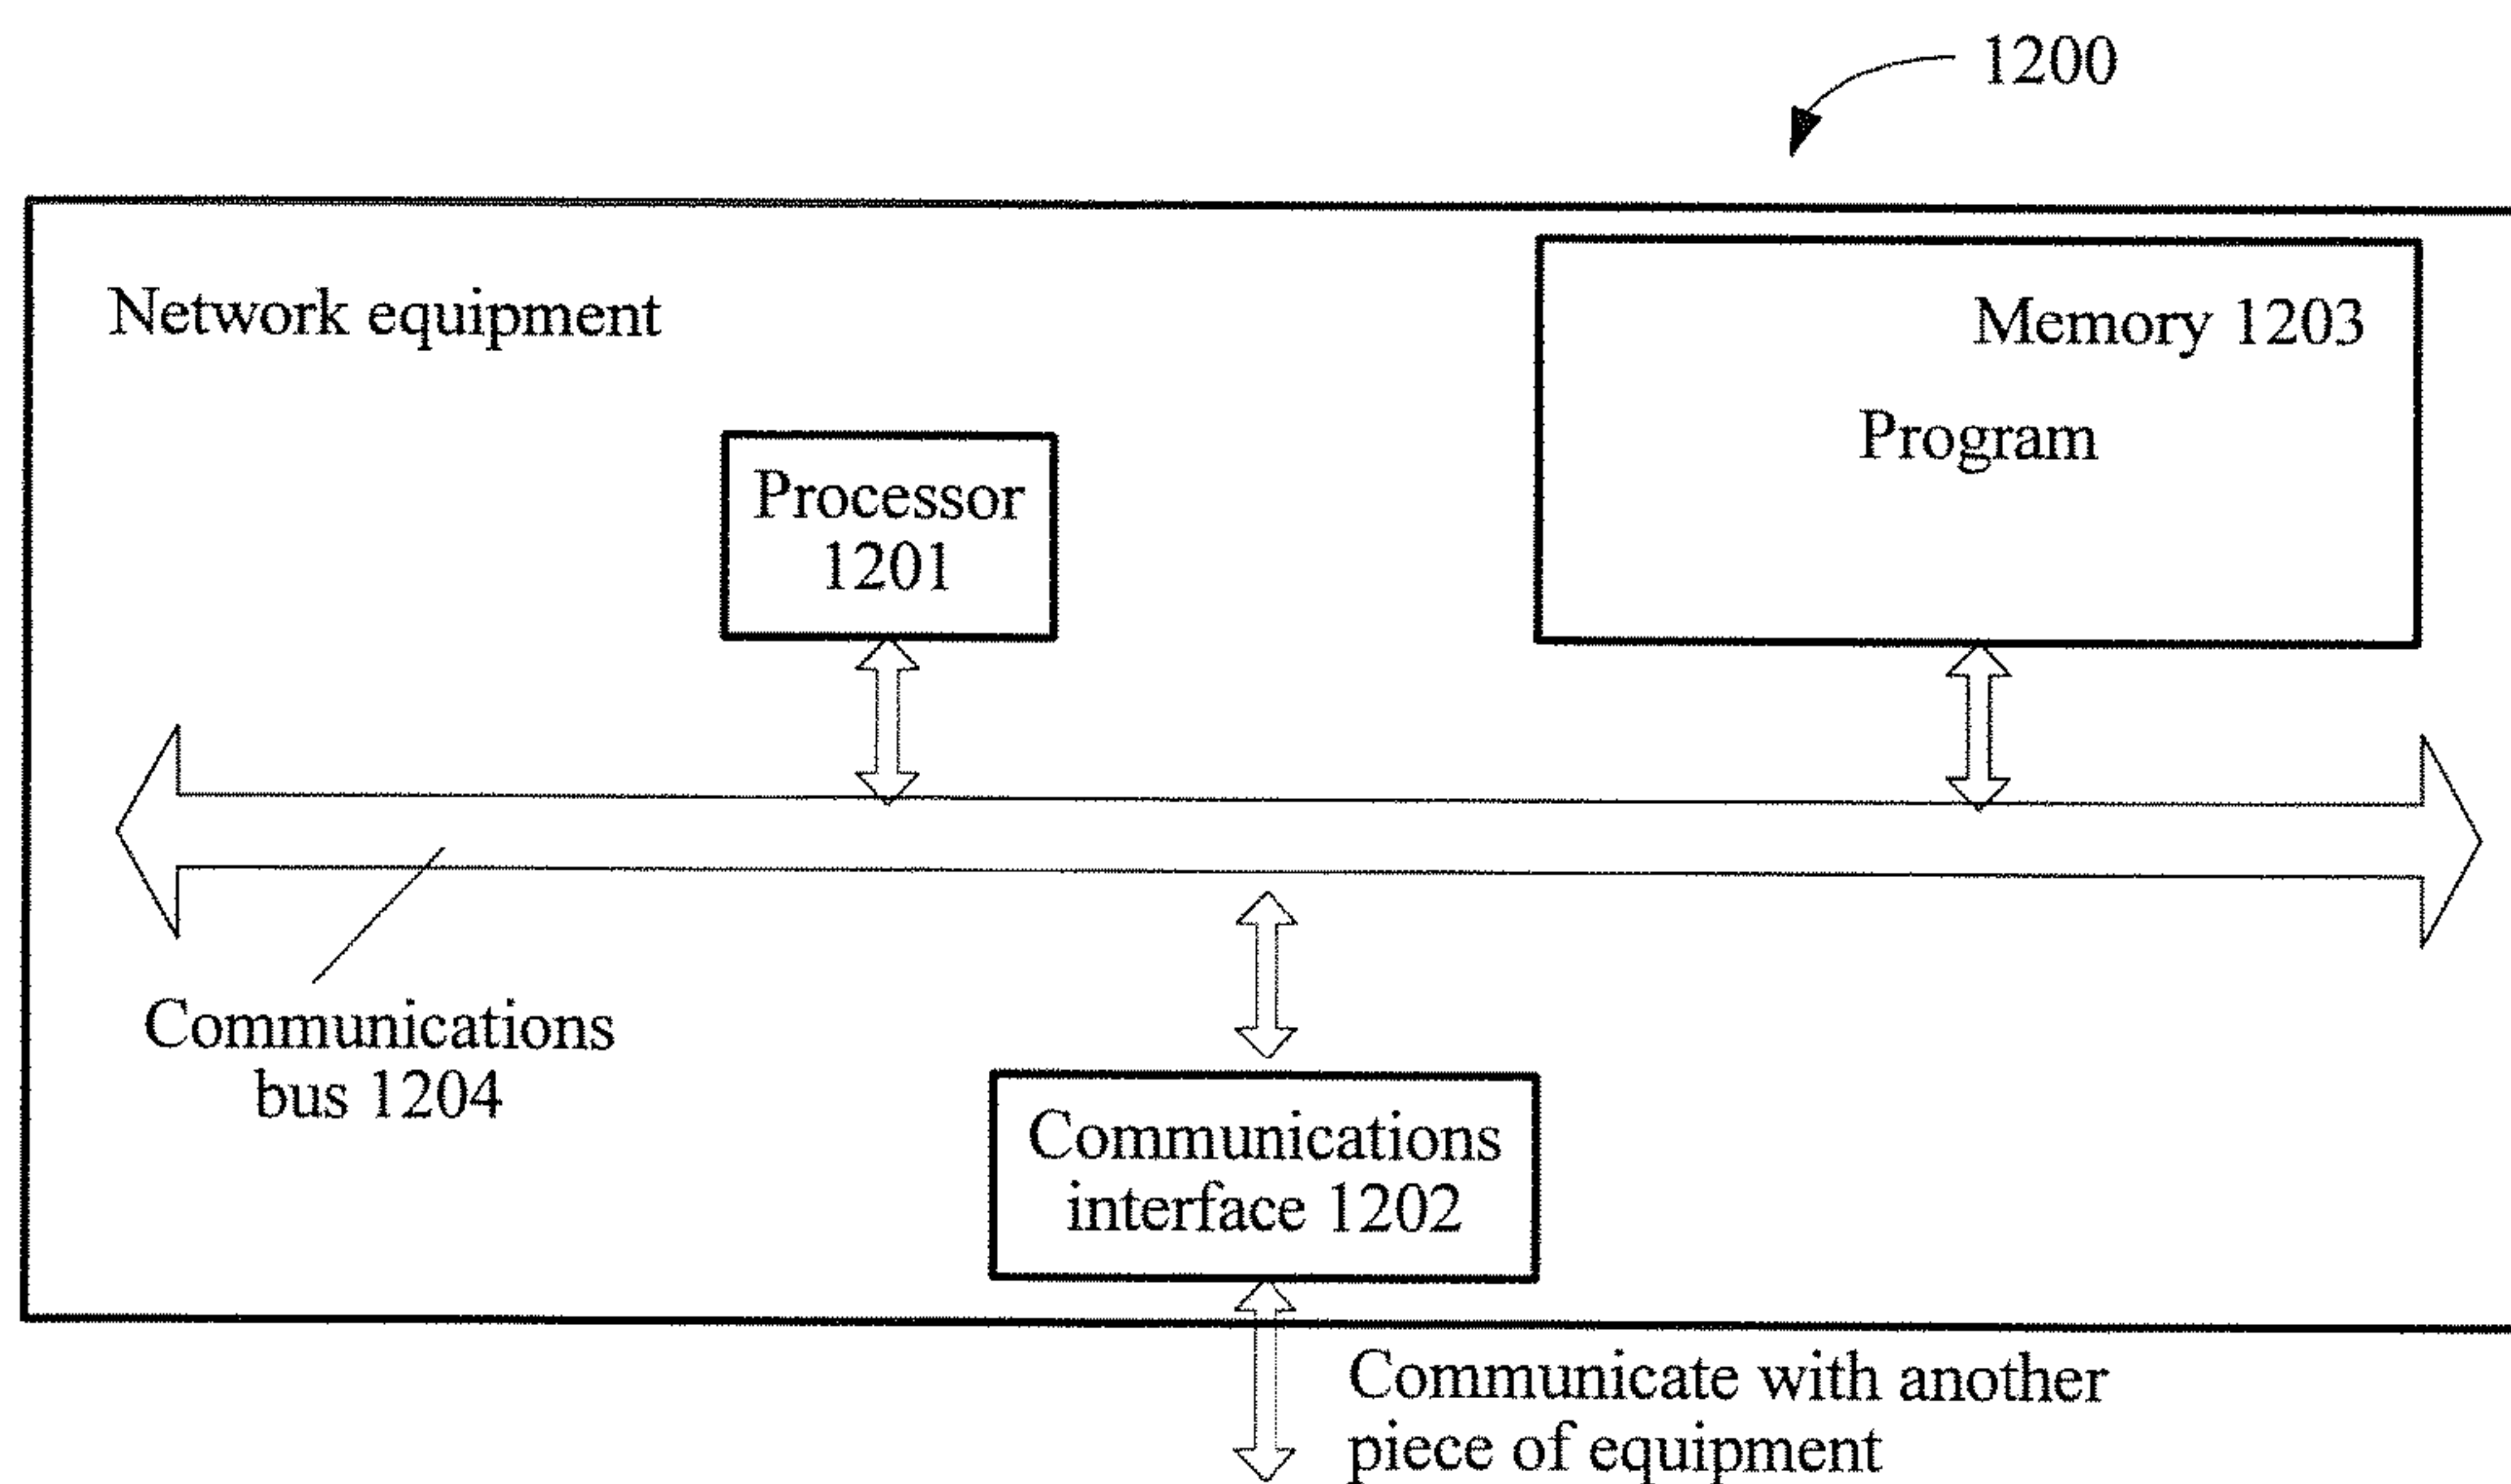 1200
Network equipment
Memory 1203
Program
Processor
1201
Communications
bus 1204
Communications
interface 1202
Communicate with another
piece of equipment